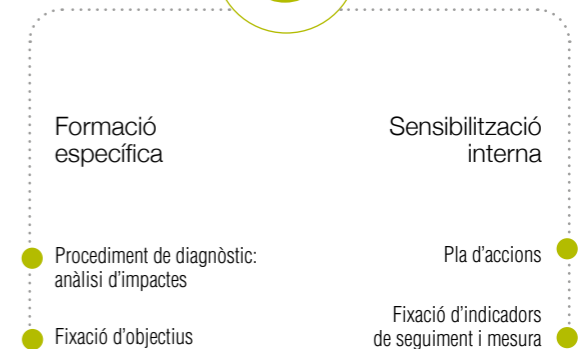 Formació
específica
Sensibilització
interna
Procediment de diagnòstic:
anàlisi d'impactes
Fixació d'objectius
Pla d'accions
Fixació d'indicadors
de seguiment i mesura